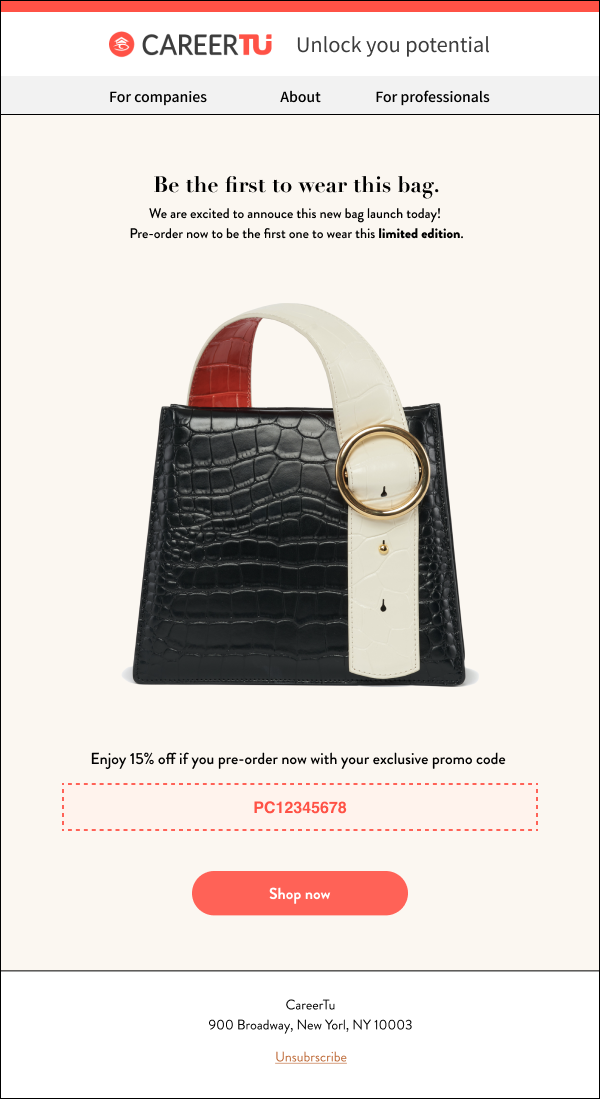 CAREERTU Unlock you potential
For companies About For professionals
Be the first to wear this bag.
We are excited to annouce this new bag launch today!
Pre-order now to be the first one to wear this limited edition.
Enjoy 15% off if you pre-order now with your exclusive promo code
PC12345678
Shop now
CareerTu
900 Broadway, New Yorl, NY 10003
Unsubrscribe